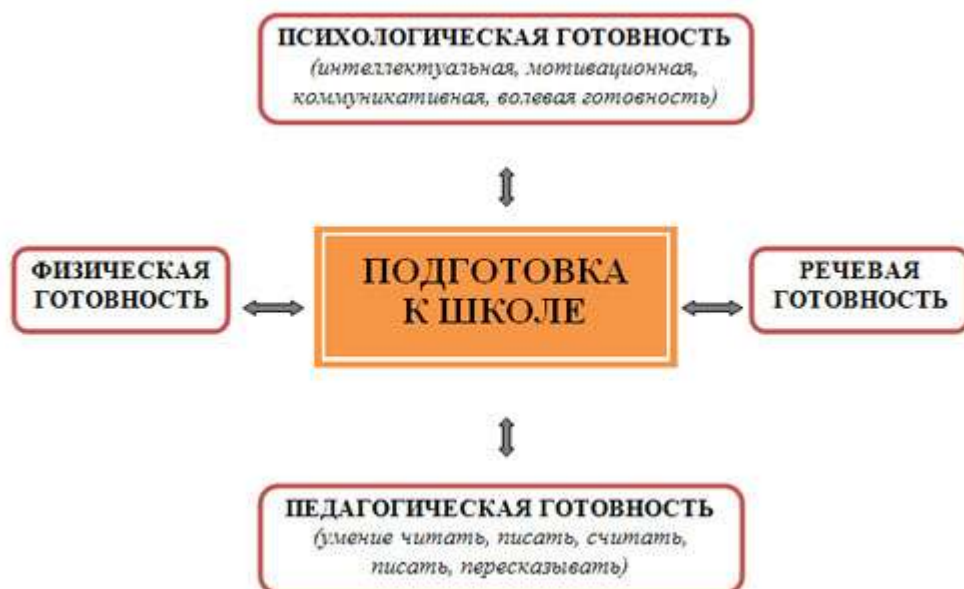 ПСИХОЛОГИЧЕСКАЯ ГОТОВНОСТЬ
(интеллектуальная, мотивационная,
коммуникативная, волевая готовность)
ФИЗИЧЕСКАЯ
ГОТОВНОСТЬ
ПОДГОТОВКА
К ШКОЛЕ
РЕЧЕВАЯ
ГОТОВНОСТЬ
ПЕДАГОГИЧЕСКАЯ ГОТОВНОСТЬ
(умение читать, писать, считать,
писать, пересказывать)